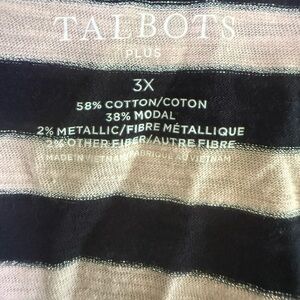 TALBOTS
PLUS
3X
58% COTTON/COTON
38% MODAL
2% METALLIC/FIBRE MÉTALLIQUE
2% OTHER FIBER/AUTRE FIBRE
MADE IN VIETNAM/FABRIQUÉ AU VIETNAM